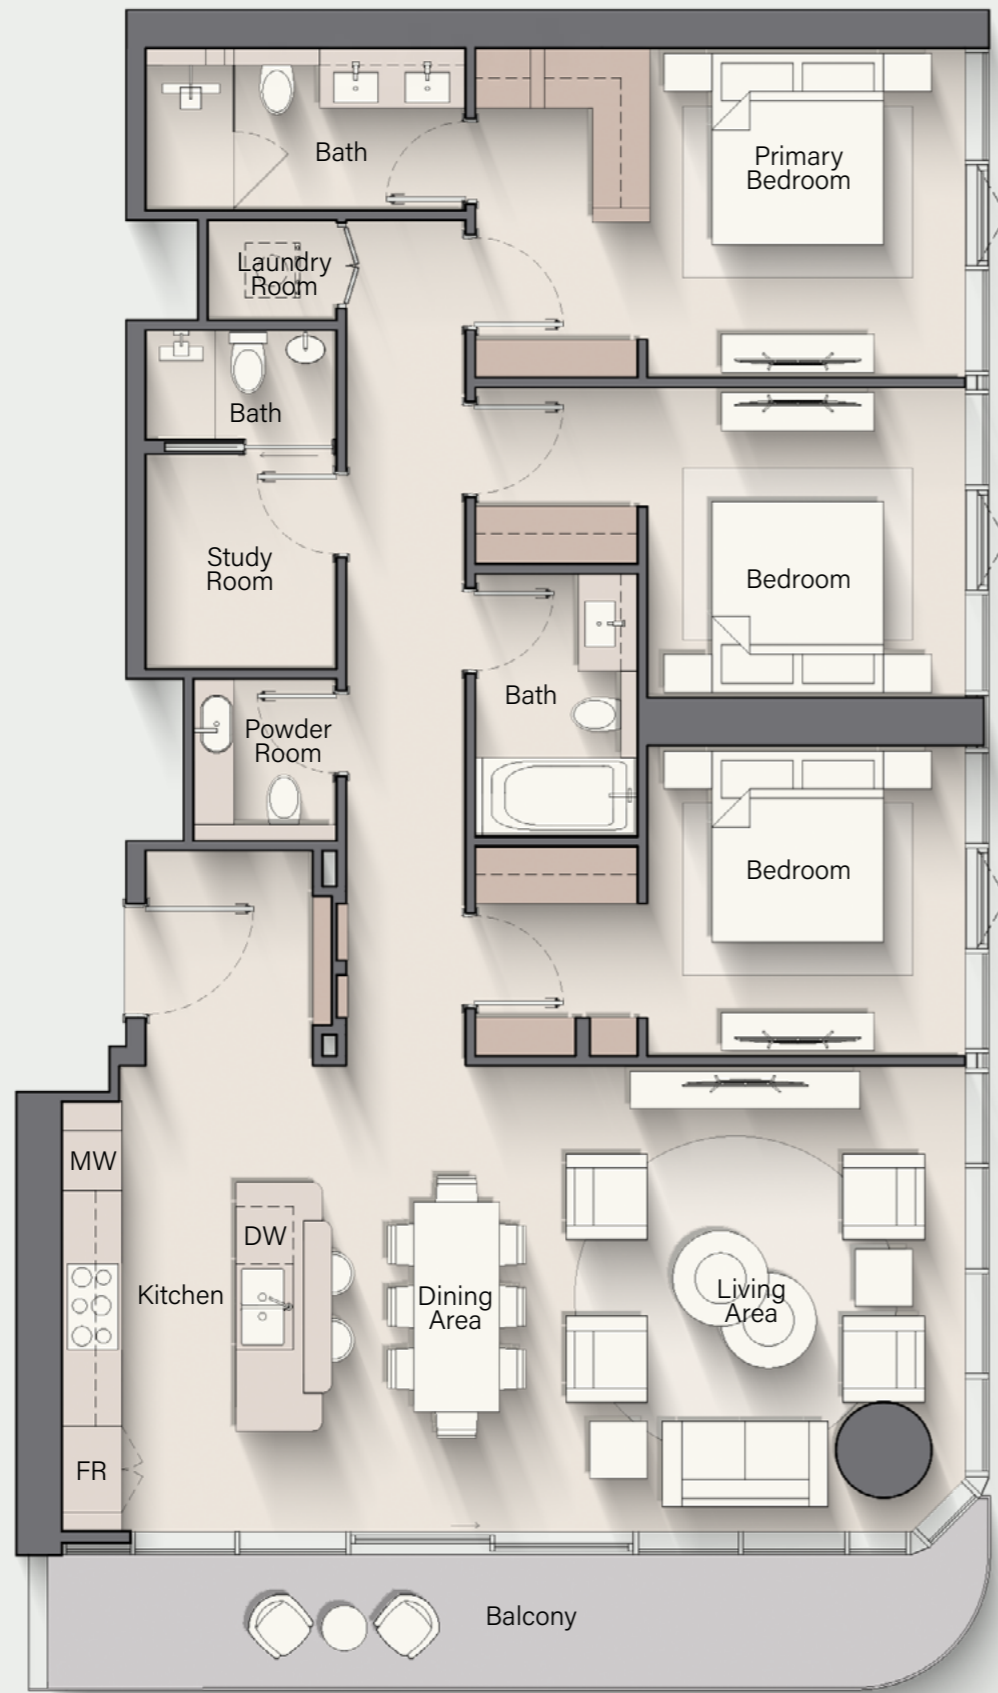 Bath
Primary
Bedroom
Laundry
Room
Bath
Study
Room
Bedroom
Bath
Powder
Room
Bedroom
MW
DW
Kitchen
Dining
Area
Living
Area
FR
Balcony